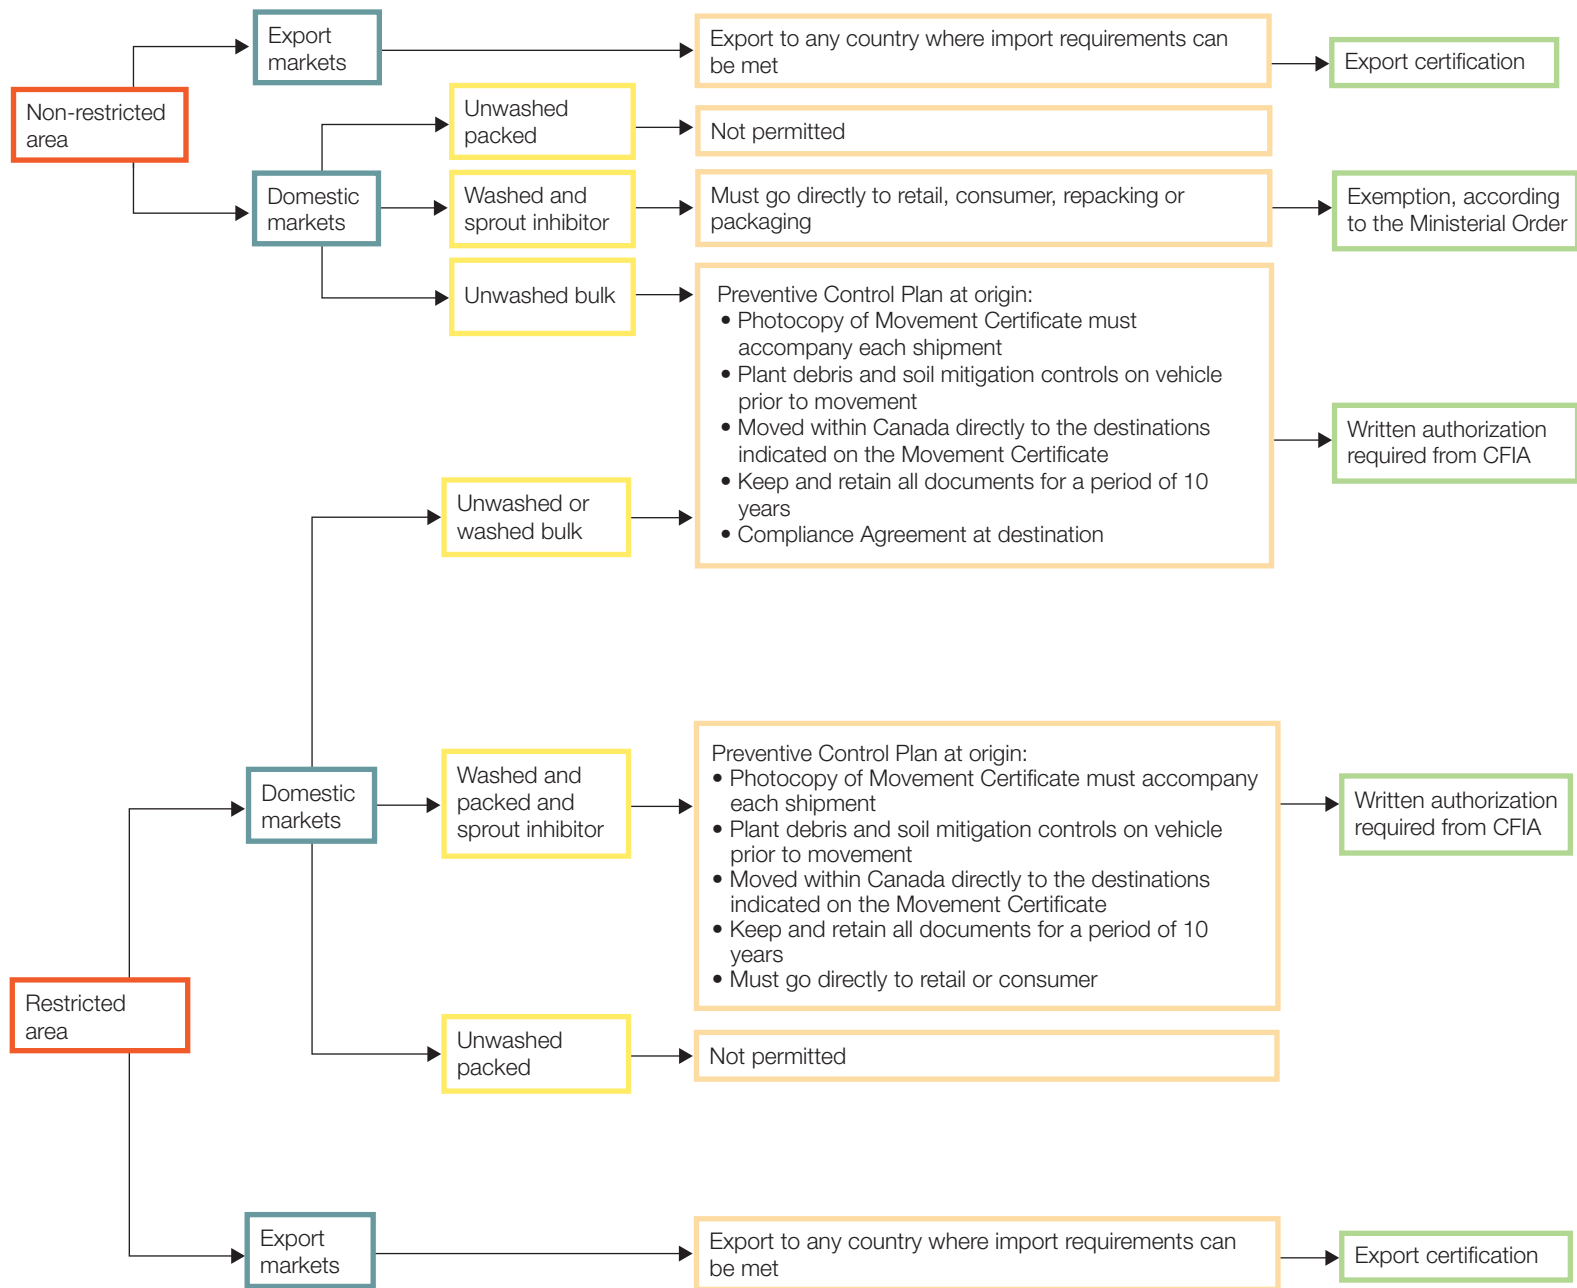 Non-restricted
area
Export
markets
Export to any country where import requirements can
be met
Export certification
Domestic
markets
Unwashed
packed
Not permitted
Washed and
sprout inhibitor
Must go directly to retail, consumer, repacking or
packaging
Exemption, according
to the Ministerial Order
Unwashed bulk
Preventive Control Plan at origin:
• Photocopy of Movement Certificate must
accompany each shipment
• Plant debris and soil mitigation controls on vehicle
prior to movement
• Moved within Canada directly to the destinations
indicated on the Movement Certificate
• Keep and retain all documents for a period of 10
years
• Compliance Agreement at destination
Written authorization
required from CFIA
Unwashed or
washed bulk
Restricted
area
Domestic
markets
Washed and
packed and
sprout inhibitor
Preventive Control Plan at origin:
• Photocopy of Movement Certificate must accompany
each shipment
• Plant debris and soil mitigation controls on vehicle
prior to movement
• Moved within Canada directly to the destinations
indicated on the Movement Certificate
• Keep and retain all documents for a period of 10
years
• Must go directly to retail or consumer
Written authorization
required from CFIA
Unwashed
packed
Not permitted
Export
markets
Export to any country where import requirements can
be met
Export certification